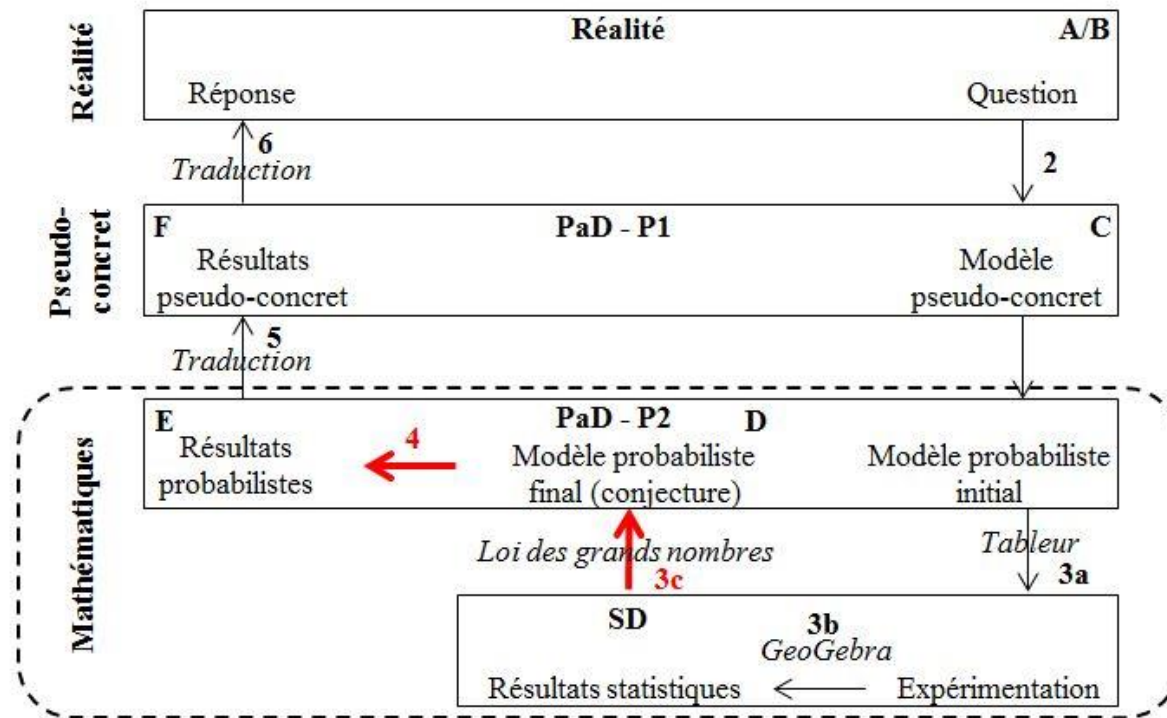 Réalité
Réalité
A/B
Réponse
Question
6
Traduction
2
Pseudo-
concret
F
PaD - P1
C
Résultats
pseudo-concret
Modèle
pseudo-concret
5
Traduction
Mathématiques
E
PaD - P2
D
4
Résultats
probabilistes
Modèle probabiliste
final (conjecture)
Modèle probabiliste
initial
Loi des grands nombres
3c
Tableur
3a
SD
3b
GeoGebra
Résultats statistiques
Expérimentation